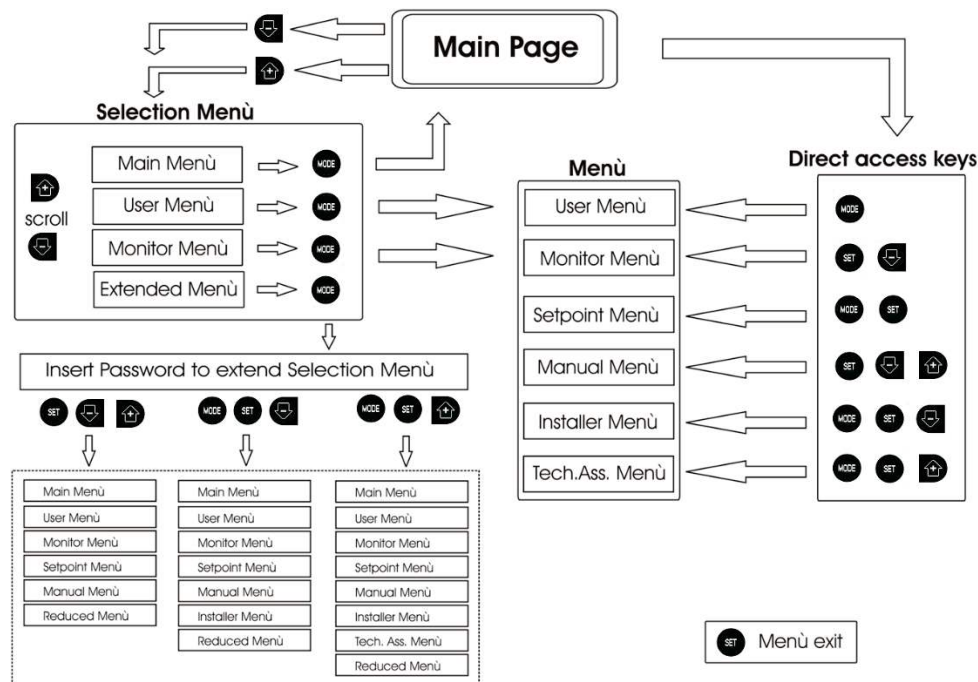 Main Page
Selection Menù
Main Menù
MODE
User Menù
MODE
scroll
Monitor Menù
MODE
Extended Menù
MODE
Insert Password to extend Selection Menù
SET
MODE SET
MODE SET
Main Menù
User Menù
Monitor Menù
Setpoint Menù
Manual Menù
Reduced Menù
Main Menù
User Menù
Monitor Menù
Setpoint Menù
Manual Menù
Installer Menù
Reduced Menù
Main Menù
User Menù
Monitor Menù
Setpoint Menù
Manual Menù
Installer Menù
Tech. Ass. Menù
Reduced Menù
Menù
User Menù
Monitor Menù
Setpoint Menù
Manual Menù
Installer Menù
Tech.Ass. Menù
Direct access keys
MODE
SET
MODE SET
SET
MODE SET
MODE SET
SET Menù exit